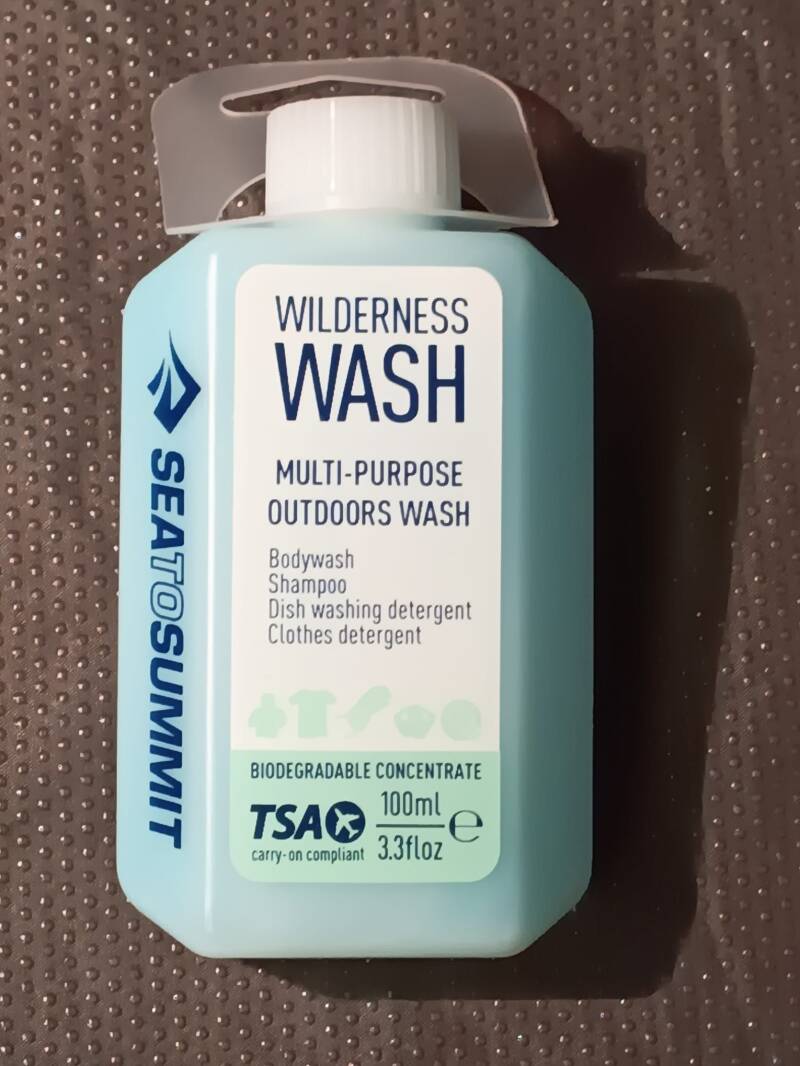 WILDERNESS
WASH
MULTI-PURPOSE
OUTDOORS WASH
Bodywash
Shampoo
Dish washing detergent
Clothes detergent
BIODEGRADABLE CONCENTRATE
TSA
carry-on compliant
100ml
3.3floz
e
SEATOSUMMIT